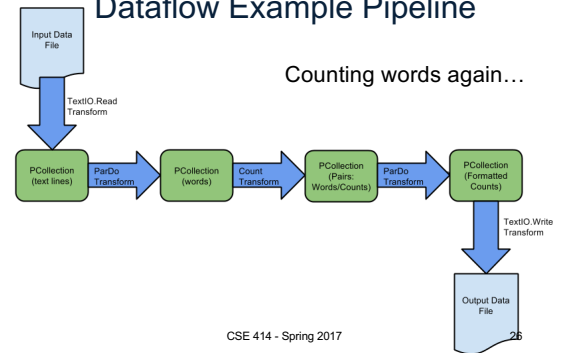 Dataflow Example Pipeline
Input Data
File
Counting words again…
TextIO.Read
Transform
PCollection
(text lines)
ParDo
Transform
PCollection
(words)
Count
Transform
PCollection
(Pairs:
Words/Counts)
ParDo
Transform
PCollection
(Formatted
Counts)
TextIO.Write
Transform
Output Data
File
CSE 414 - Spring 2017
26